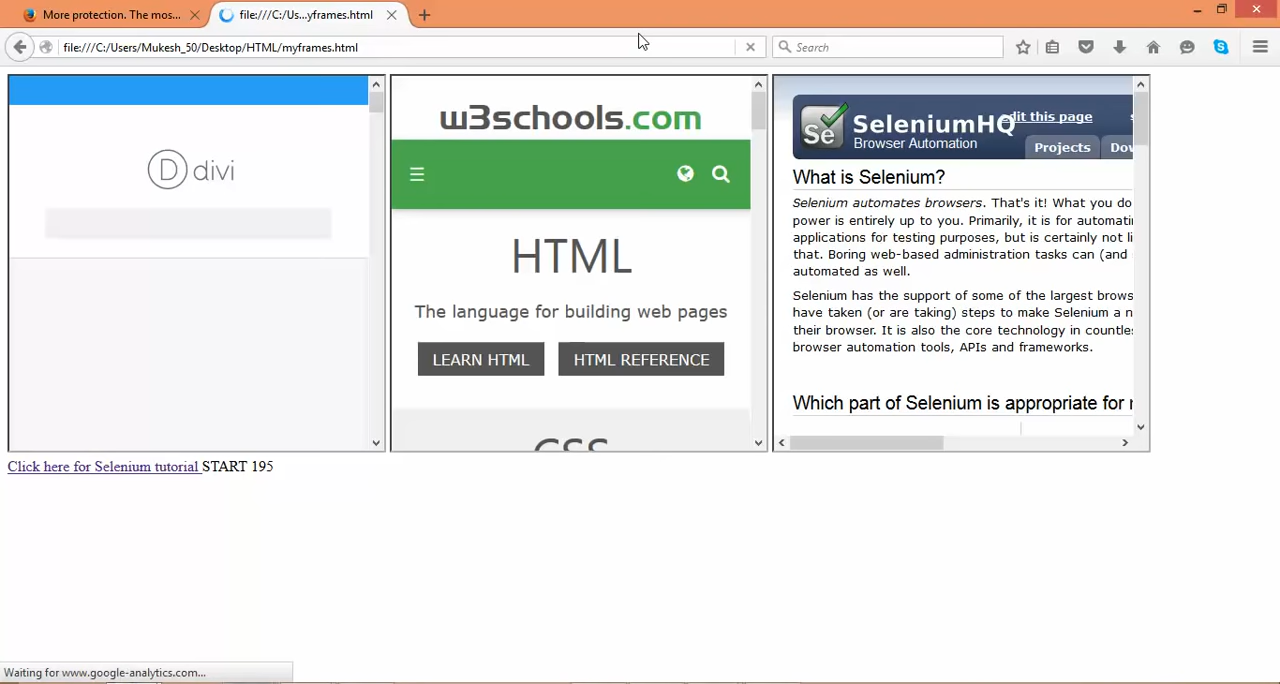 More protection. The mos...
file:///C:/Us...yframes.html
file:///C:/Users/Mukesh_50/Desktop/HTML/myframes.html
Search
D divi
w3schools.com
HTML
The language for building web pages
LEARN HTML
HTML REFERENCE
CSS
Se
SeleniumHQ
edit this page
Browser Automation
Projects
Dow
What is Selenium?
Selenium automates browsers. That's it! What you do
power is entirely up to you. Primarily, it is for automati
applications for testing purposes, but is certainly not li
that. Boring web-based administration tasks can (and
automated as well.
Selenium has the support of some of the largest brows
have taken (or are taking) steps to make Selenium a n
their browser. It is also the core technology in countle
browser automation tools, APIs and frameworks.
Which part of Selenium is appropriate for
Click here for Selenium tutorial START 195
Waiting for www.google-analytics.com...